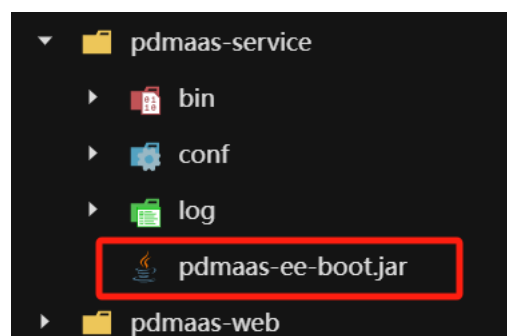 pdmaas-service
bin
conf
log
pdmaas-ee-boot.jar
pdmaas-web